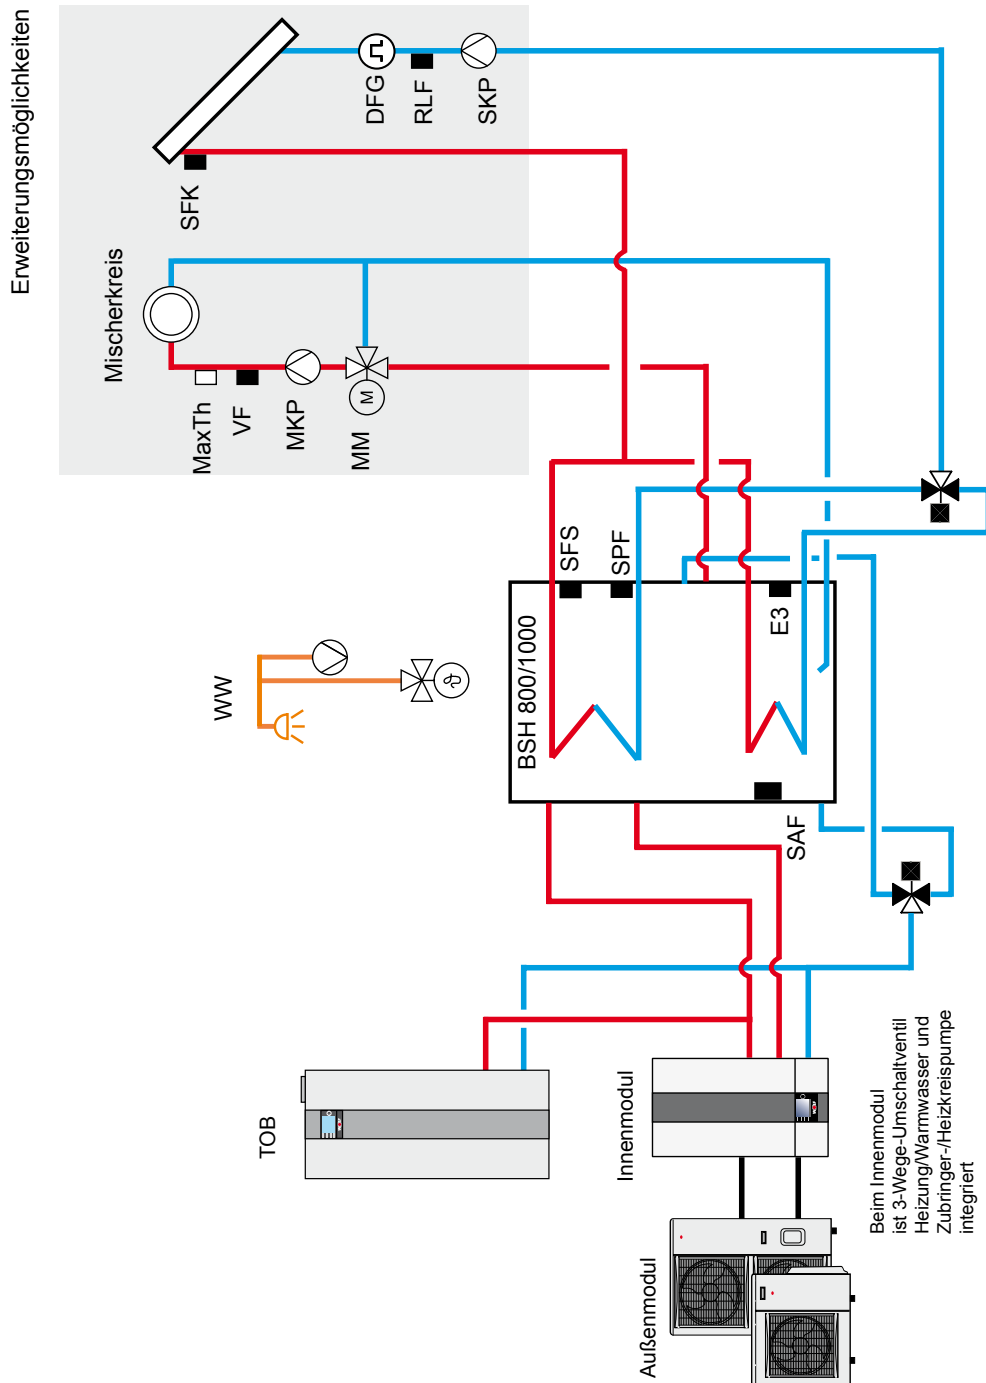 Erweiterungsmöglichkeiten
DFG
RLF
SKP
SFK
Mischerkreis
MaxTh
VF
MKP
MM
M
WW
BSH 800/1000
SFS
SPF
E3
SAF
TOB
Innenmodul
Außenmodul
Beim Innenmodul
ist 3-Wege-Umschaltventil
Heizung/Warmwasser und
Zubringer-/Heizkreispumpe
integriert